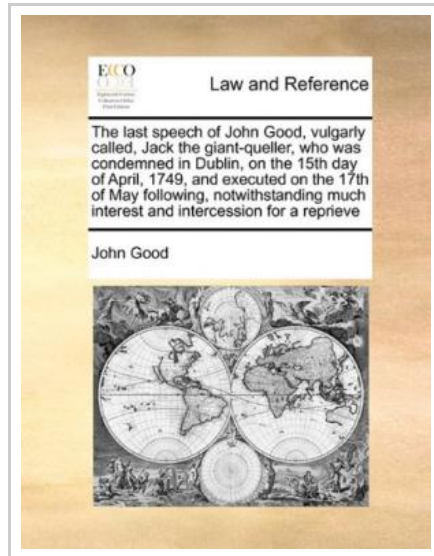 ECCO
Law and Reference
The last speech of John Good, vulgarly
called, Jack the giant-queller, who was
condemned in Dublin, on the 15th day
of April, 1749, and executed on the 17th
of May following, notwithstanding much
interest and intercession for a reprieve
John Good